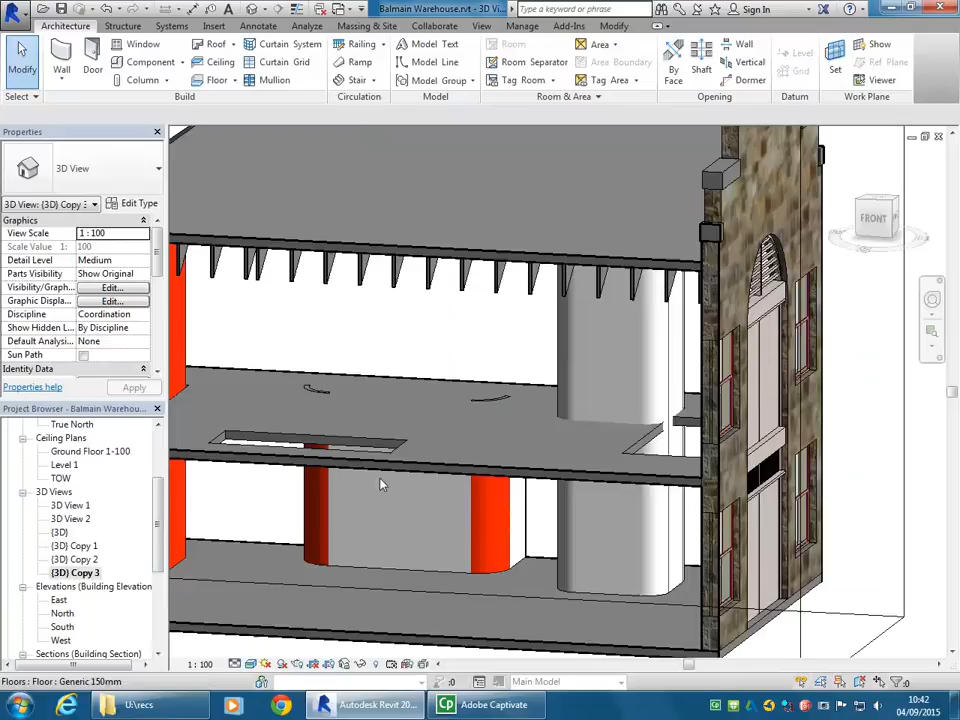 Balmain Warehouse.rvt - 3D Vi...
Type a keyword or phrase
Sign In
Architecture Structure Systems Insert Annotate Analyze Massing & Site Collaborate View Manage Add-Ins Modify
Modify
Wall
Door
Window
Component
Column
Roof
Ceiling
Floor
Curtain System
Curtain Grid
Mullion
Railing
Ramp
Stair
Model Text
Model Line
Model Group
Room
Room Separator
Tag Room
Area
Area Boundary
Tag Area
By Face
Shaft
Wall
Vertical
Dormer
Level
Grid
Set
Show
Ref Plane
Viewer
Select Build Circulation Model Room & Area Opening Datum Work Plane
Properties
3D View
3D View: {3D} Copy 3 Edit Type
Graphics
View Scale 1 : 100
Scale Value 1: 100
Detail Level Medium
Parts Visibility Show Original
Visibility/Graph... Edit...
Graphic Displa... Edit...
Discipline Coordination
Show Hidden L... By Discipline
Default Analysi... None
Sun Path
Identity Data
Properties help Apply
Project Browser - Balmain Warehou...
True North
Ceiling Plans
Ground Floor 1-100
Level 1
TOW
3D Views
3D View 1
3D View 2
{3D}
{3D} Copy 1
{3D} Copy 2
{3D} Copy 3
Elevations (Building Elevation
East
North
South
West
Sections (Building Section)
FRONT
1 : 100
Floors : Floor : Generic 150mm
:0
Main Model
:0
U:\recs
Autodesk Revit 20...
Cp Adobe Captivate
10:42
04/09/2015